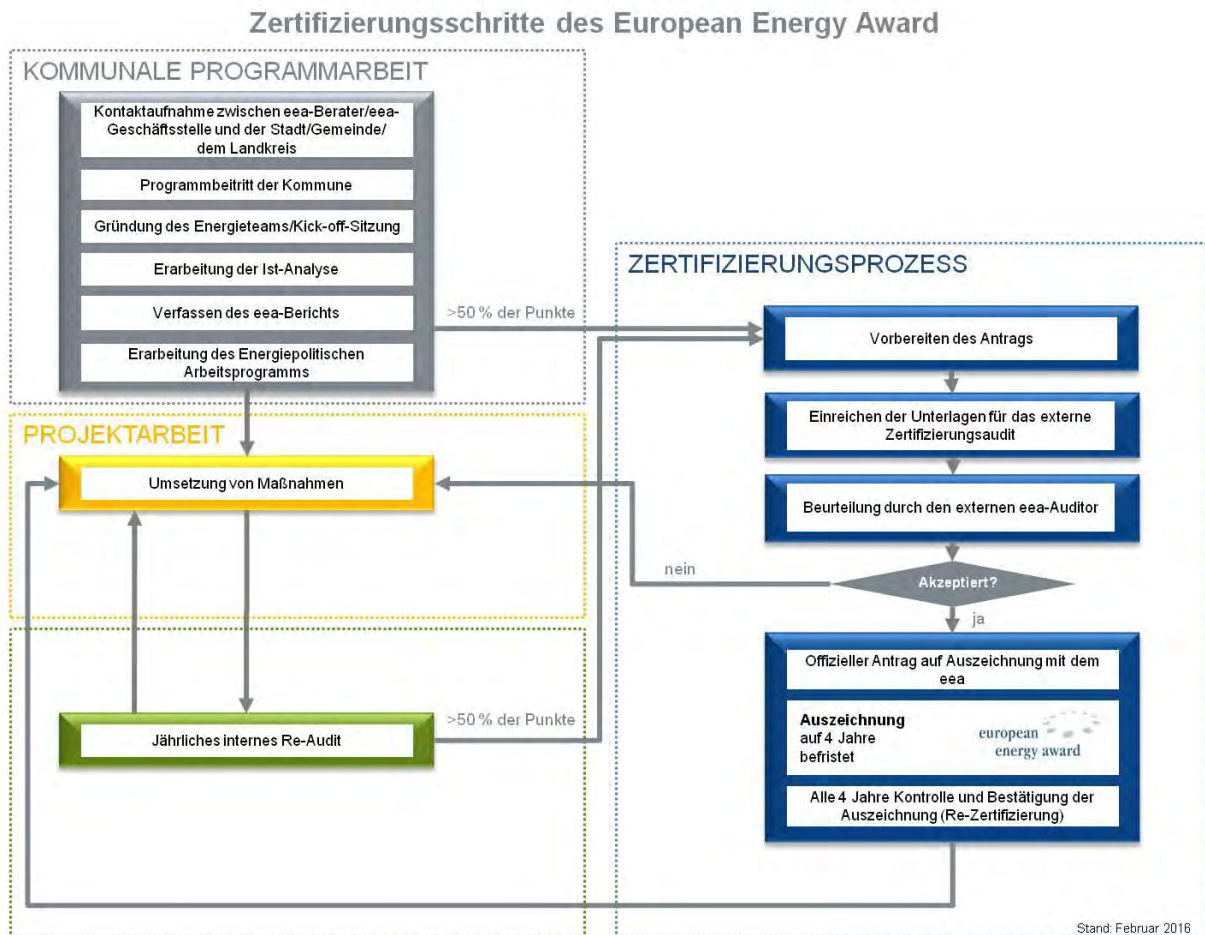 Zertifizierungsschritte des European Energy Award
KOMMUNALE PROGRAMMARBEIT
Kontaktaufnahme zwischen eea-Berater/eea-
Geschäftsstelle und der Stadt/Gemeinde/
dem Landkreis
Programmbeitritt der Kommune
Gründung des Energieteams/Kick-off-Sitzung
Erarbeitung der Ist-Analyse
Verfassen des eea-Berichts
Erarbeitung des Energiepolitischen
Arbeitsprogramms
>50 % der Punkte
PROJEKTARBEIT
Umsetzung von Maßnahmen
Jährliches internes Re-Audit
>50 % der Punkte
ZERTIFIZIERUNGSPROZESS
Vorbereiten des Antrags
Einreichen der Unterlagen für das externe
Zertifizierungsaudit
Beurteilung durch den externen eea-Auditor
Akzeptiert?
nein
ja
Offizieller Antrag auf Auszeichnung mit dem
eea
Auszeichnung
auf 4 Jahre
befristet
european
energy award
Alle 4 Jahre Kontrolle und Bestätigung der
Auszeichnung (Re-Zertifizierung)
Stand: Februar 2016